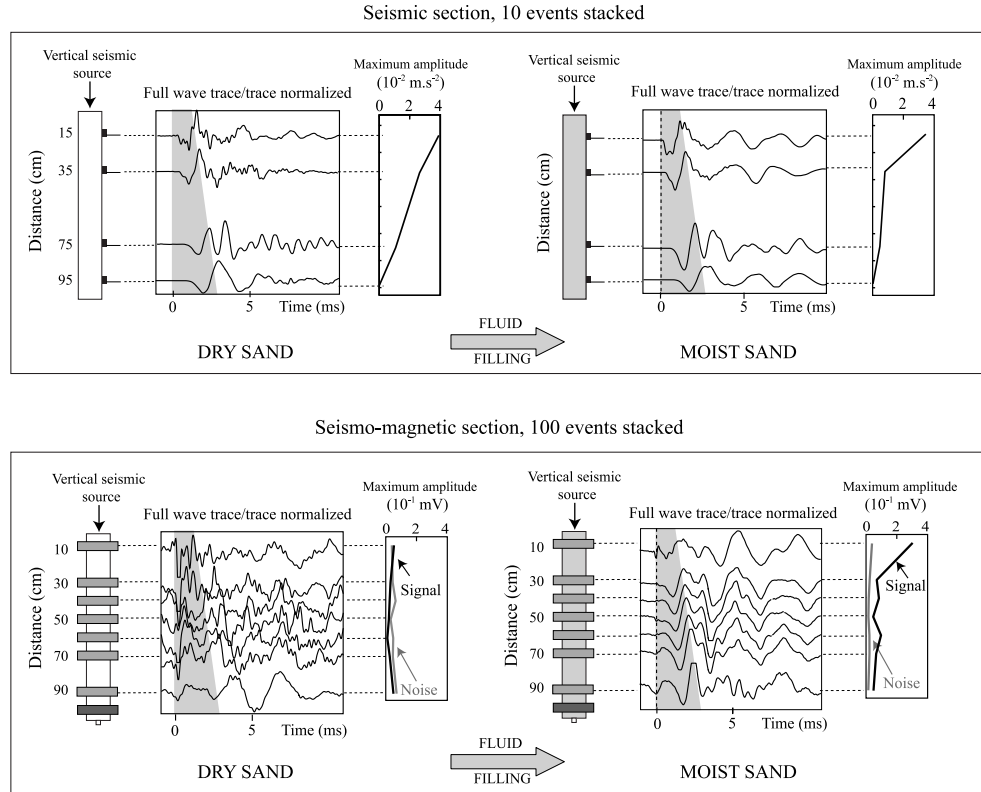 Seismic section, 10 events stacked
Vertical seismic
source
Full wave trace/trace normalized
Maximum amplitude
(10⁻² m.s⁻²)
0 2 4
Distance (cm)
15
35
75
95
0 5 Time (ms)
DRY SAND
FLUID
FILLING
Vertical seismic
source
Full wave trace/trace normalized
Maximum amplitude
(10⁻² m.s⁻²)
0 2 4
Distance (cm)
0 5 Time (ms)
MOIST SAND
Seismo-magnetic section, 100 events stacked
Vertical seismic
source
Full wave trace/trace normalized
Maximum amplitude
(10⁻¹ mV)
0 2 4
Distance (cm)
10
30
50
70
90
Signal
Noise
0 5 Time (ms)
DRY SAND
FLUID
FILLING
Vertical seismic
source
Full wave trace/trace normalized
Maximum amplitude
(10⁻¹ mV)
0 2 3 4
Distance (cm)
10
30
50
70
90
Signal
Noise
0 5 Time (ms)
MOIST SAND